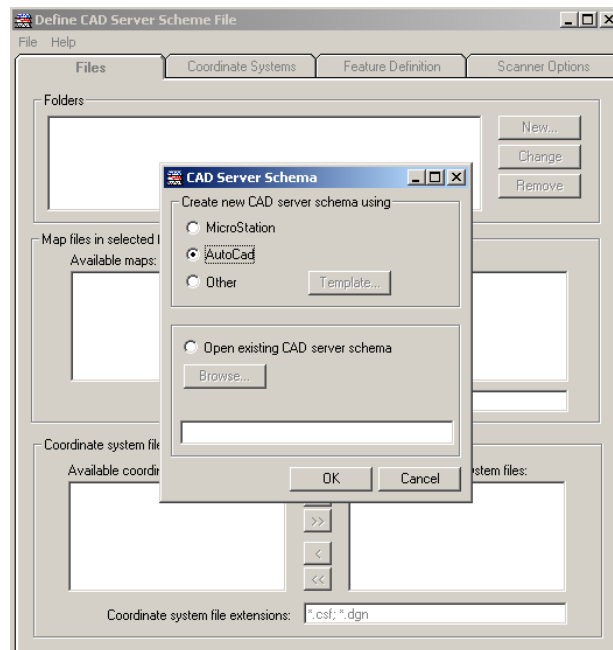 Define CAD Server Scheme File
File Help
Files Coordinate Systems Feature Definition Scanner Options
Folders
New...
Change
Remove
CAD Server Schema
Create new CAD server schema using
MicroStation
AutoCad
Other Template...
Open existing CAD server schema
Browse...
OK Cancel
Map files in selected
Available maps:
Coordinate system file
Available coordin
stem files:
>>
<
<<
Coordinate system file extensions: *.csf; *.dgn